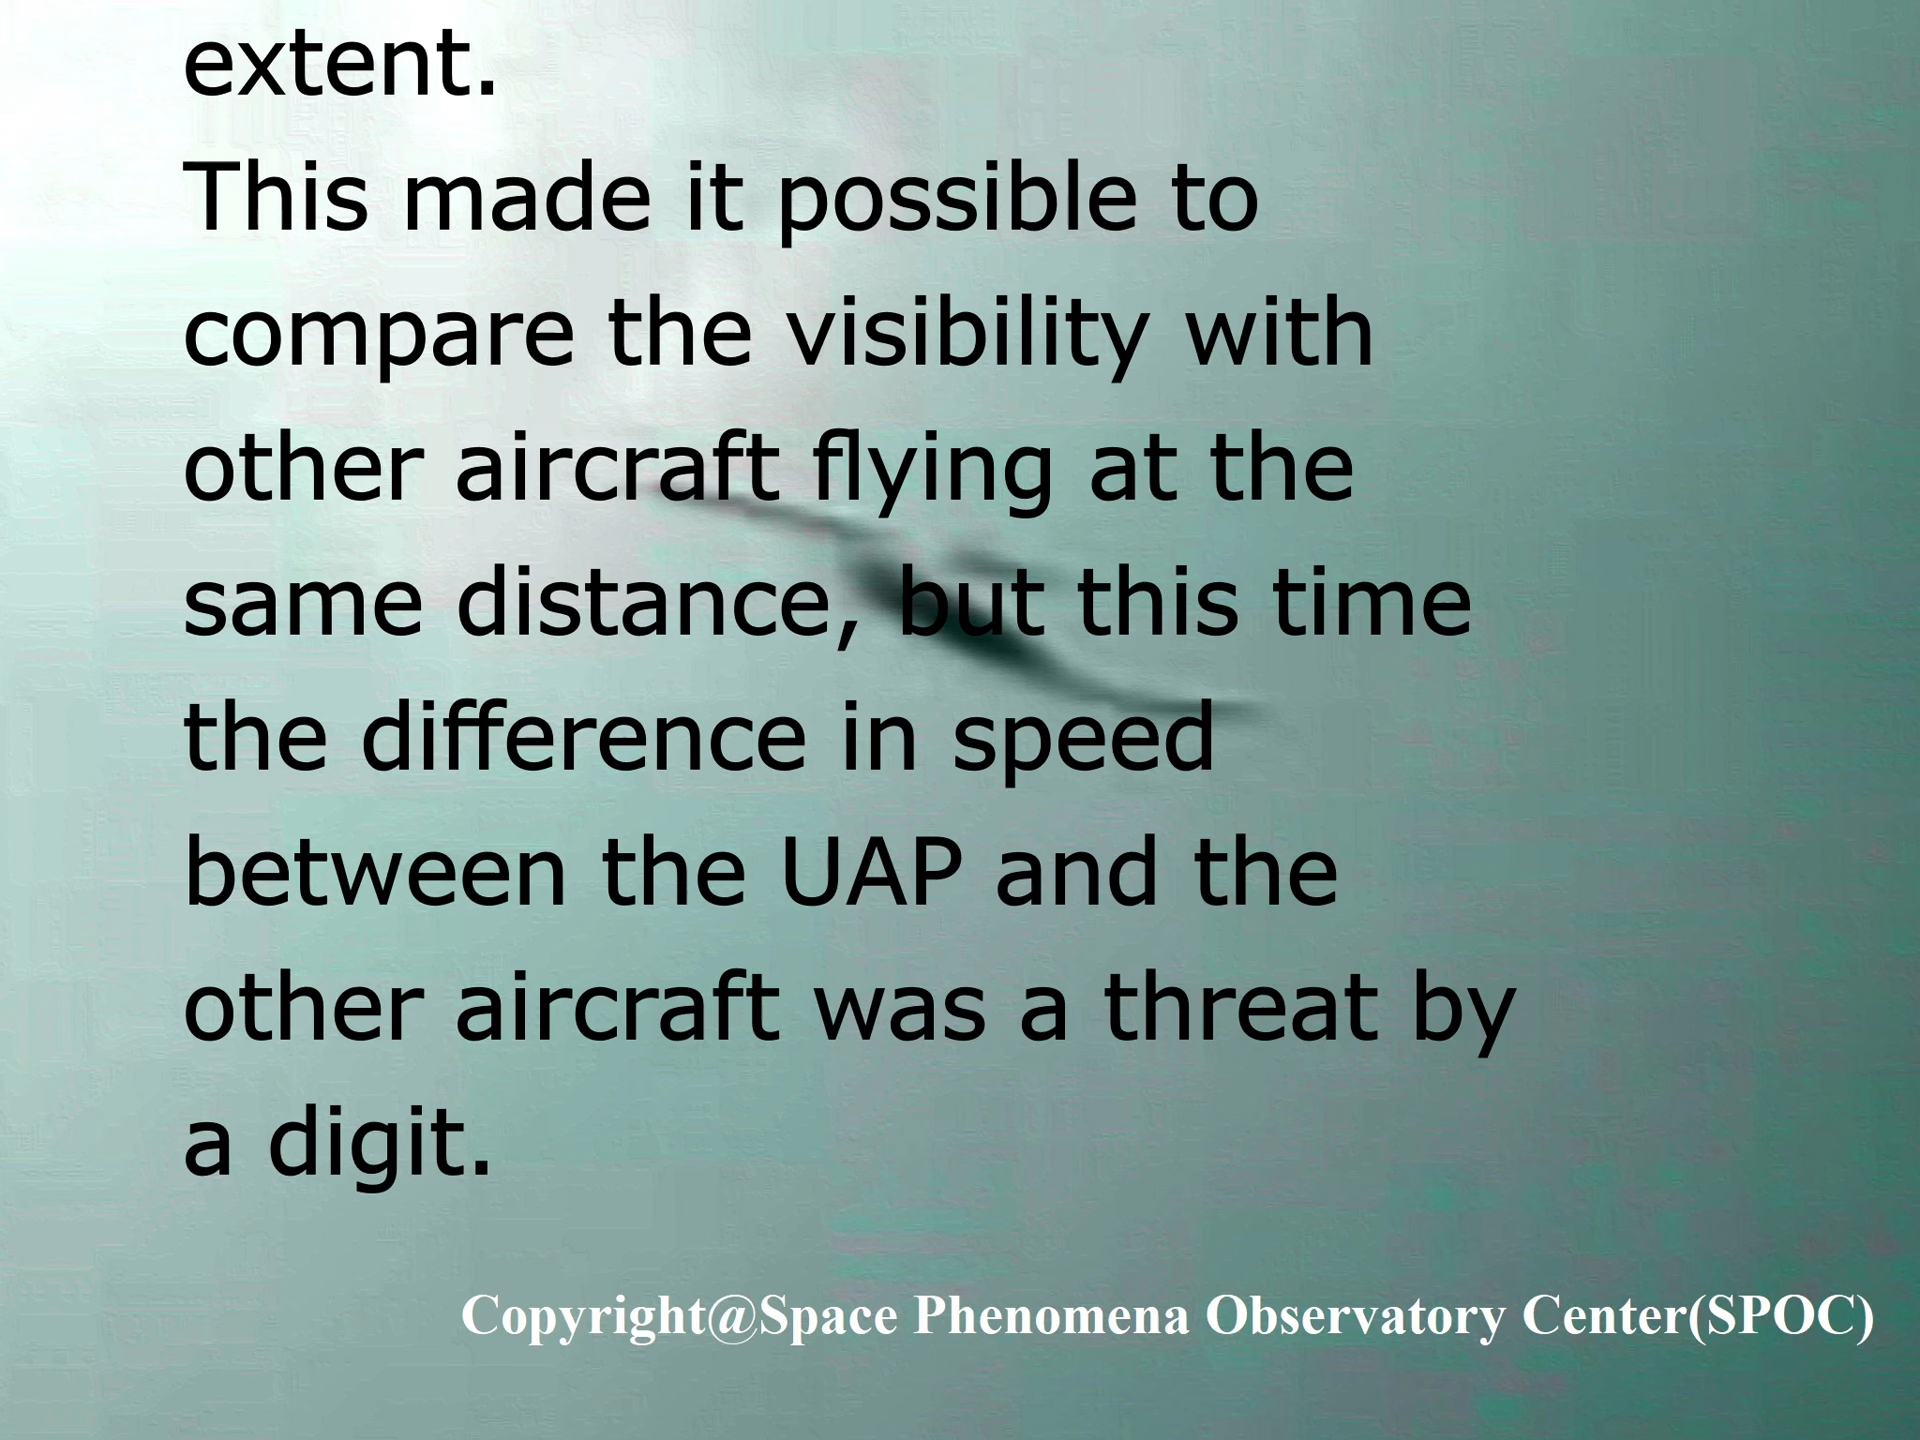 extent.
This made it possible to
compare the visibility with
other aircraft flying at the
same distance, but this time
the difference in speed
between the UAP and the
other aircraft was a threat by
a digit.
Copyright@Space Phenomena Observatory Center(SPOC)